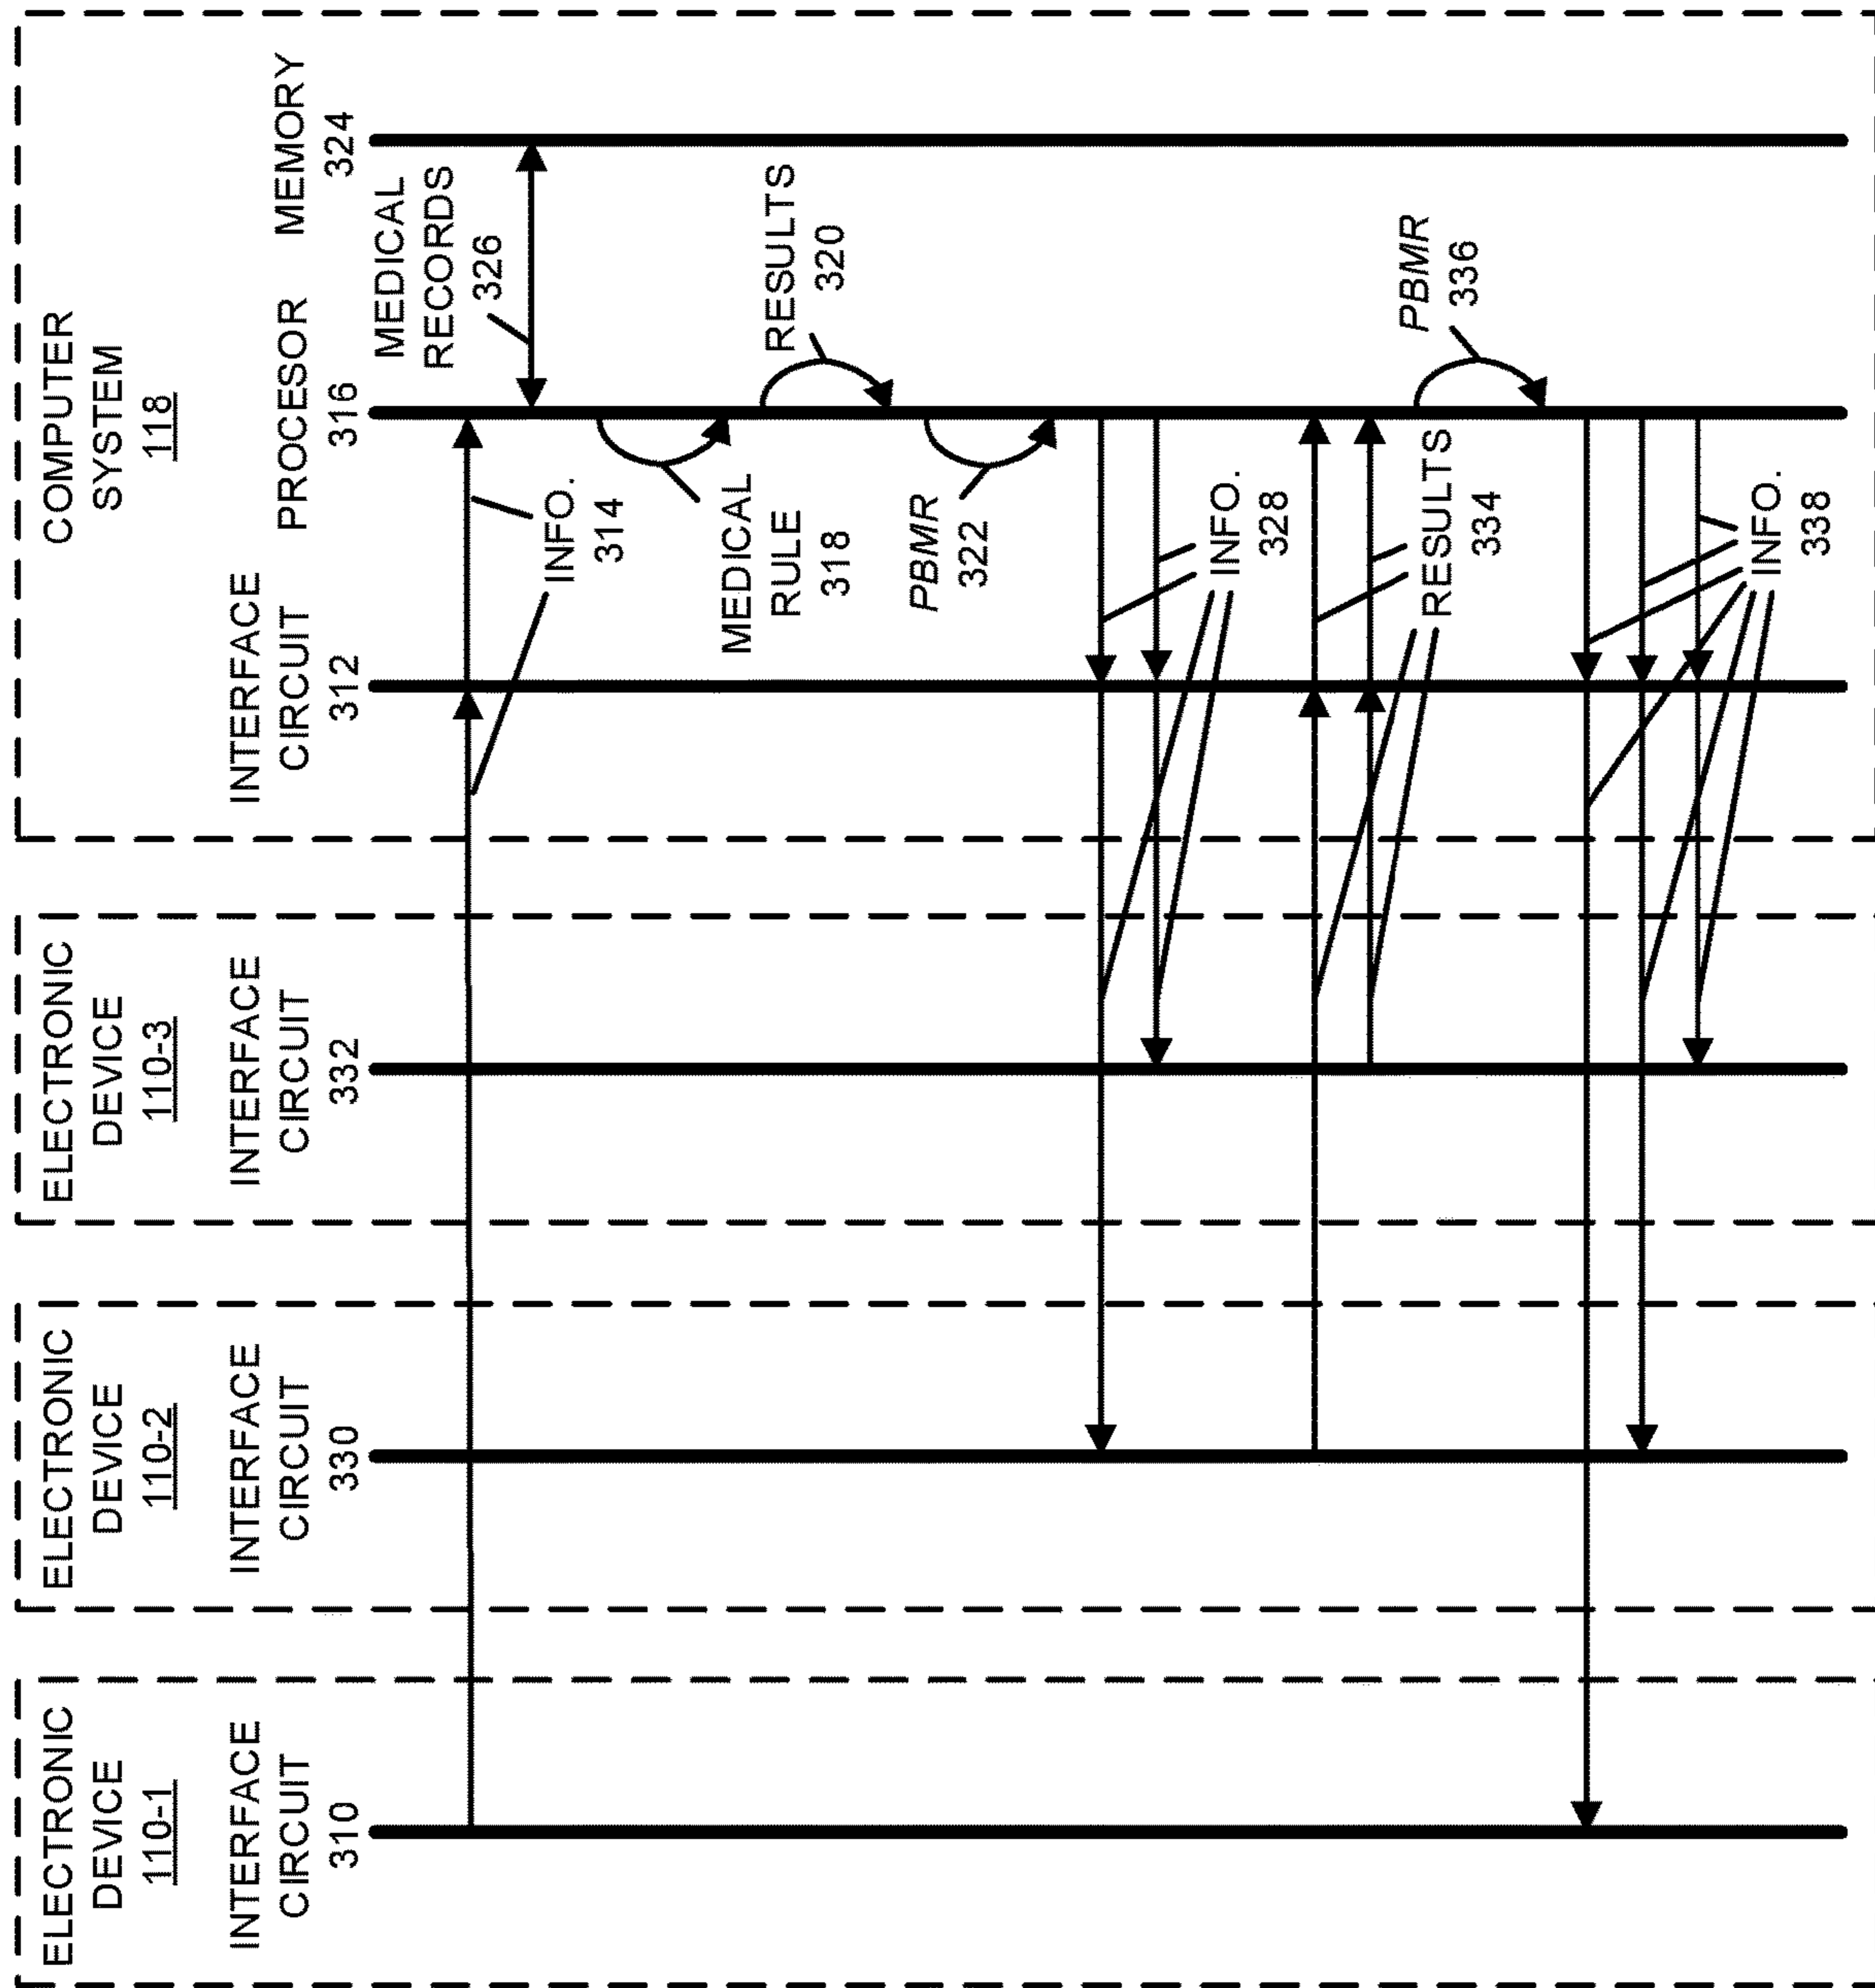 ELECTRONIC
DEVICE
110-1
INTERFACE
CIRCUIT
310
ELECTRONIC
DEVICE
110-2
INTERFACE
CIRCUIT
330
ELECTRONIC
DEVICE
110-3
INTERFACE
CIRCUIT
332
COMPUTER
SYSTEM
118
INTERFACE
CIRCUIT
312
PROCESSOR
316
MEMORY
324
INFO.
314
MEDICAL
RECORDS
326
MEDICAL
RULE
318
RESULTS
320
PBMR
322
INFO.
328
RESULTS
334
PBMR
336
INFO.
338